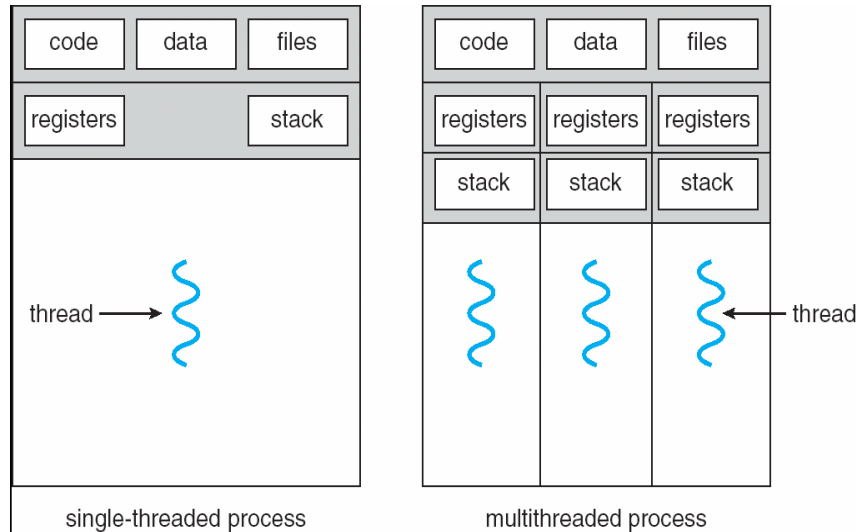 code data files
registers stack
thread
single-threaded process
code data files
registers registers registers
stack stack stack
thread
multithreaded process